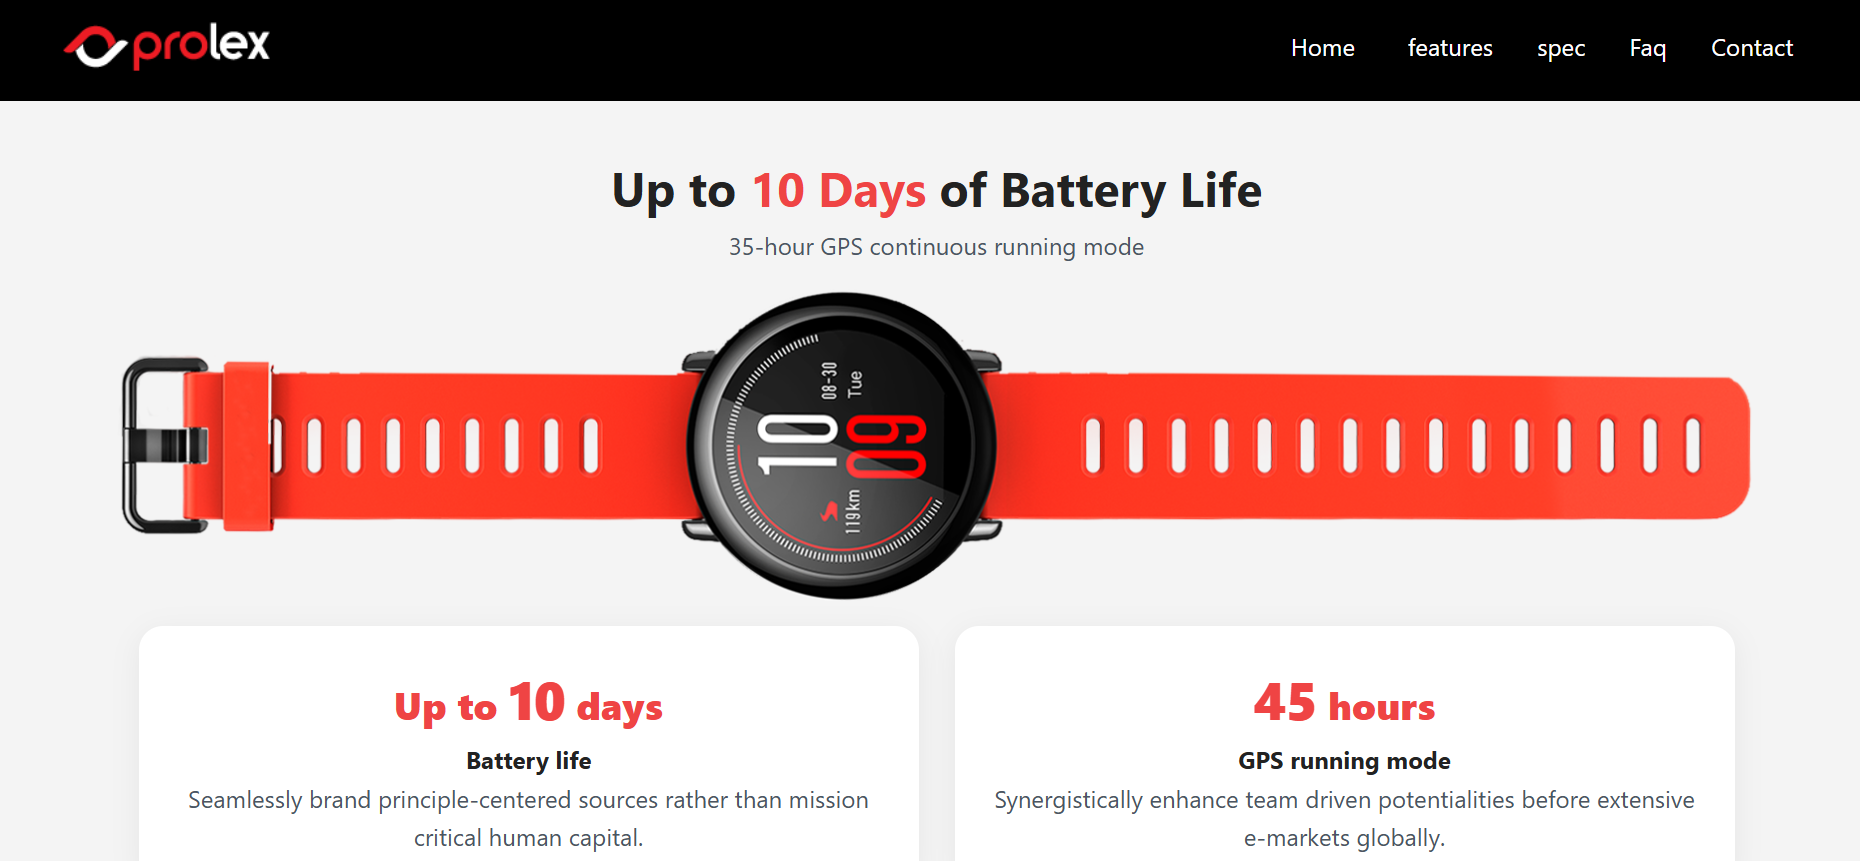 prolex
Home features spec Faq Contact
Up to 10 Days of Battery Life
35-hour GPS continuous running mode
08-30
Tue
10
09
119km
Up to 10 days
Battery life
Seamlessly brand principle-centered sources rather than mission
critical human capital.
45 hours
GPS running mode
Synergistically enhance team driven potentialities before extensive
e-markets globally.